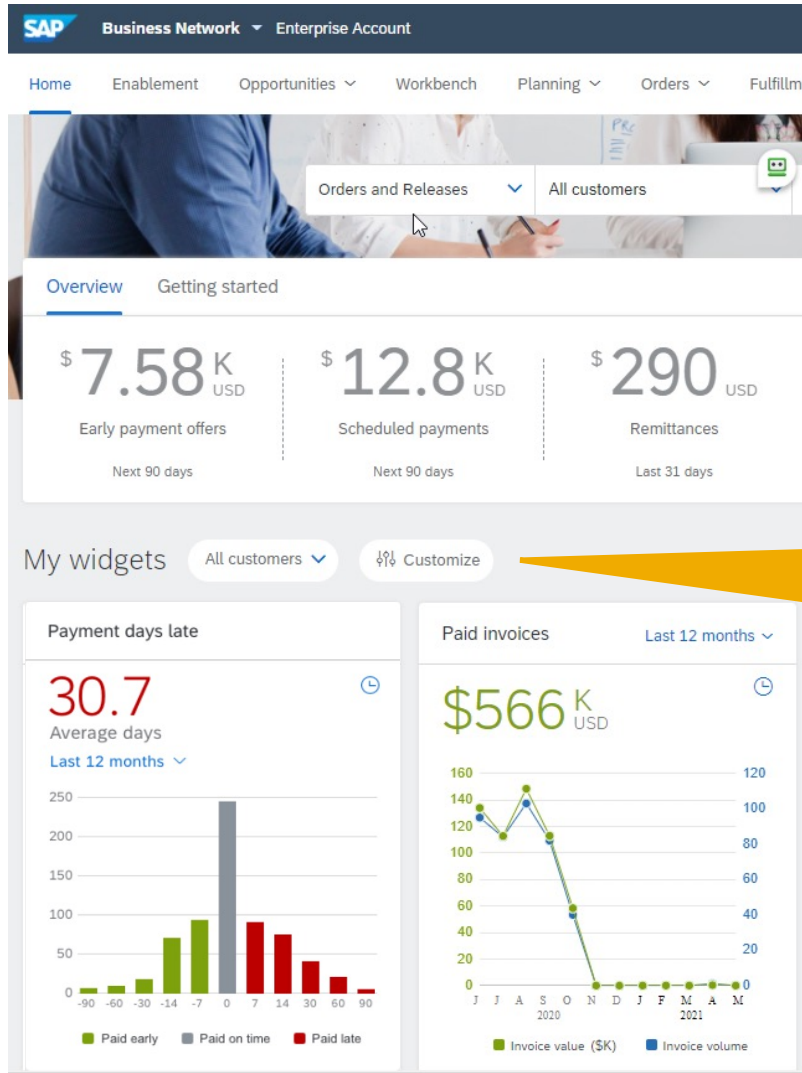 SAP Business Network Enterprise Account
Home Enablement Opportunities Workbench Planning Orders Fulfillm
Orders and Releases All customers
Overview Getting started
$ 7.58 K USD $ 12.8 K USD $ 290 USD
Early payment offers Scheduled payments Remittances
Next 90 days Next 90 days Last 31 days
My widgets All customers Customize
Payment days late
30.7
Average days
Last 12 months
250
200
150
100
50
0
-90 -60 -30 -14 -7 0 7 14 30 60 90
Paid early Paid on time Paid late
Paid invoices Last 12 months
$566 K USD
160 120
140 100
120 80
100 60
80 40
60 20
40 0
20
0
J J A S O N D J F M A M
2020 2021
Invoice value ($K) Invoice volume